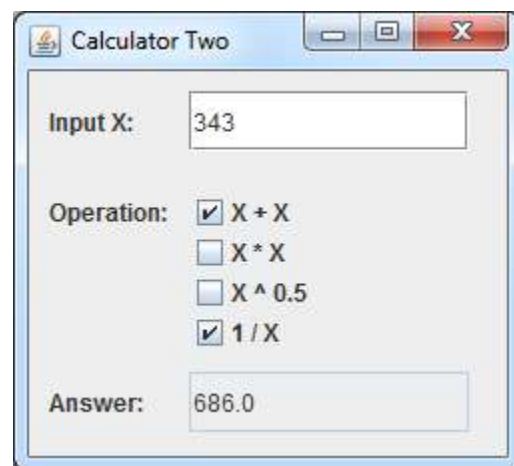 Calculator Two
Input X: 343
Operation: X + X
X * X
X ^ 0.5
1 / X
Answer: 686.0